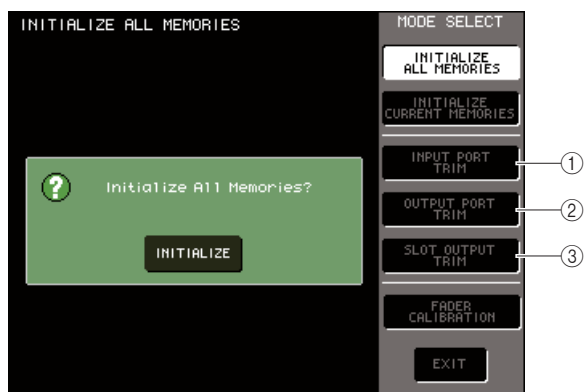 INITIALIZE ALL MEMORIES
MODE SELECT
INITIALIZE
ALL MEMORIES
INITIALIZE
CURRENT MEMORIES
INPUT PORT
TRIM
①
? Initialize All Memories?
INITIALIZE
OUTPUT PORT
TRIM
②
SLOT OUTPUT
TRIM
③
FADER
CALIBRATION
EXIT